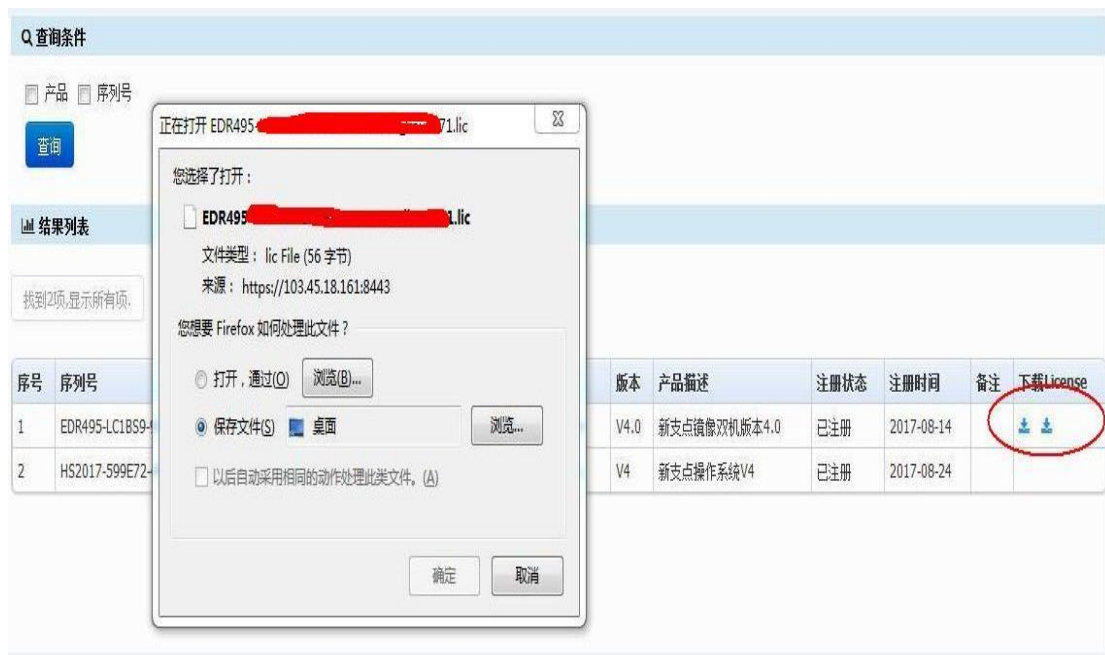 查询条件
产品 序列号
查询
正在打开 EDR495- 71.lic
您选择了打开：
EDR495 1.lic
文件类型： lic File (56 字节)
来源： https://103.45.18.161:8443
您想要 Firefox 如何处理此文件？
打开，通过(O) 浏览(B)...
保存文件(S) 桌面 浏览...
以后自动采用相同的动作处理此类文件。(A)
确定 取消
结果列表
找到2项,显示所有项.
序号 序列号 版本 产品描述 注册状态 注册时间 备注 下载License
1 EDR495-LC1BS9- V4.0 新支点镜像双机版本4.0 已注册 2017-08-14
2 HS2017-599E72- V4 新支点操作系统V4 已注册 2017-08-24